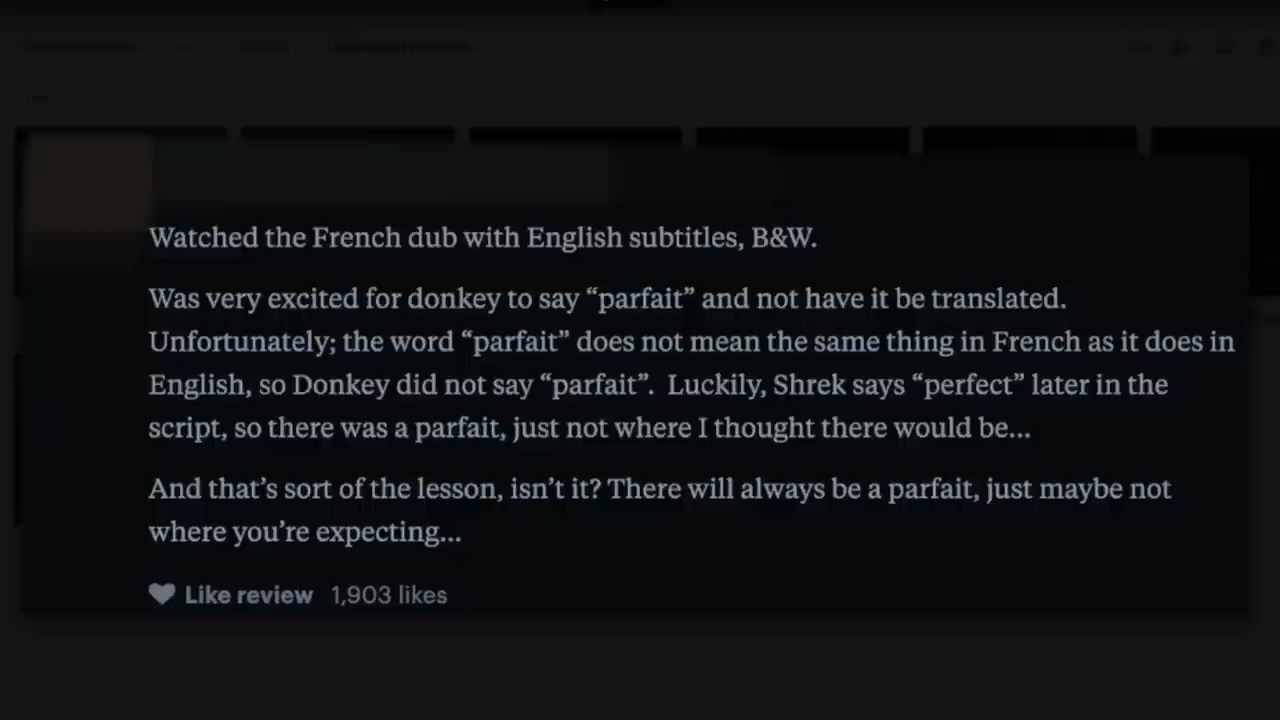 Watched the French dub with English subtitles, B&W.
Was very excited for donkey to say “parfait” and not have it be translated.
Unfortunately; the word “parfait” does not mean the same thing in French as it does in
English, so Donkey did not say “parfait”.  Luckily, Shrek says “perfect” later in the
script, so there was a parfait, just not where I thought there would be...
And that’s sort of the lesson, isn’t it? There will always be a parfait, just maybe not
where you’re expecting...
Like review 1,903 likes